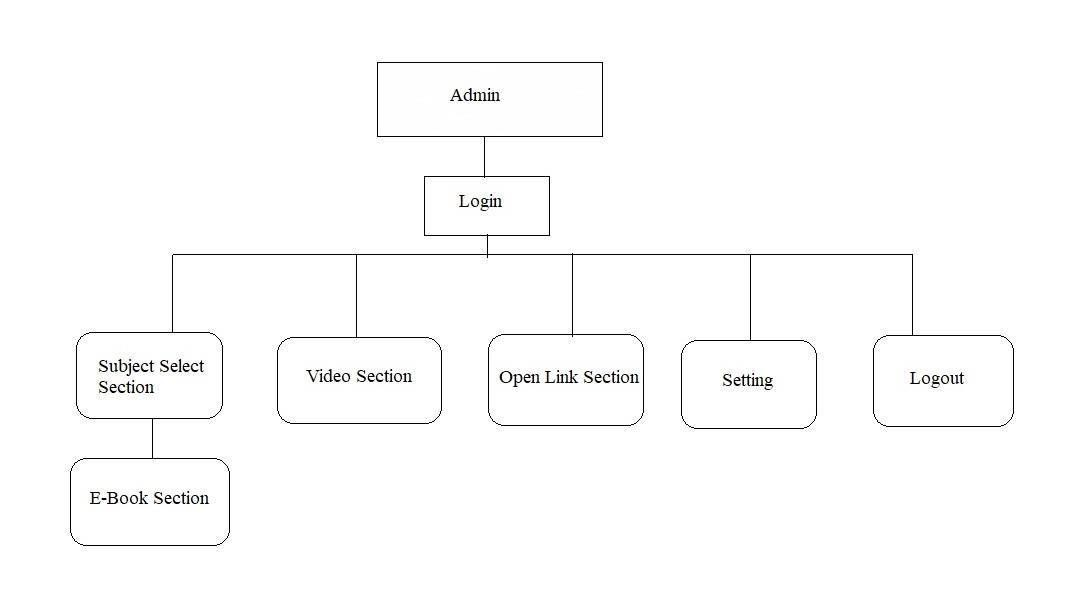 Admin
Login
Subject Select
Section
Video Section
Open Link Section
Setting
Logout
E-Book Section